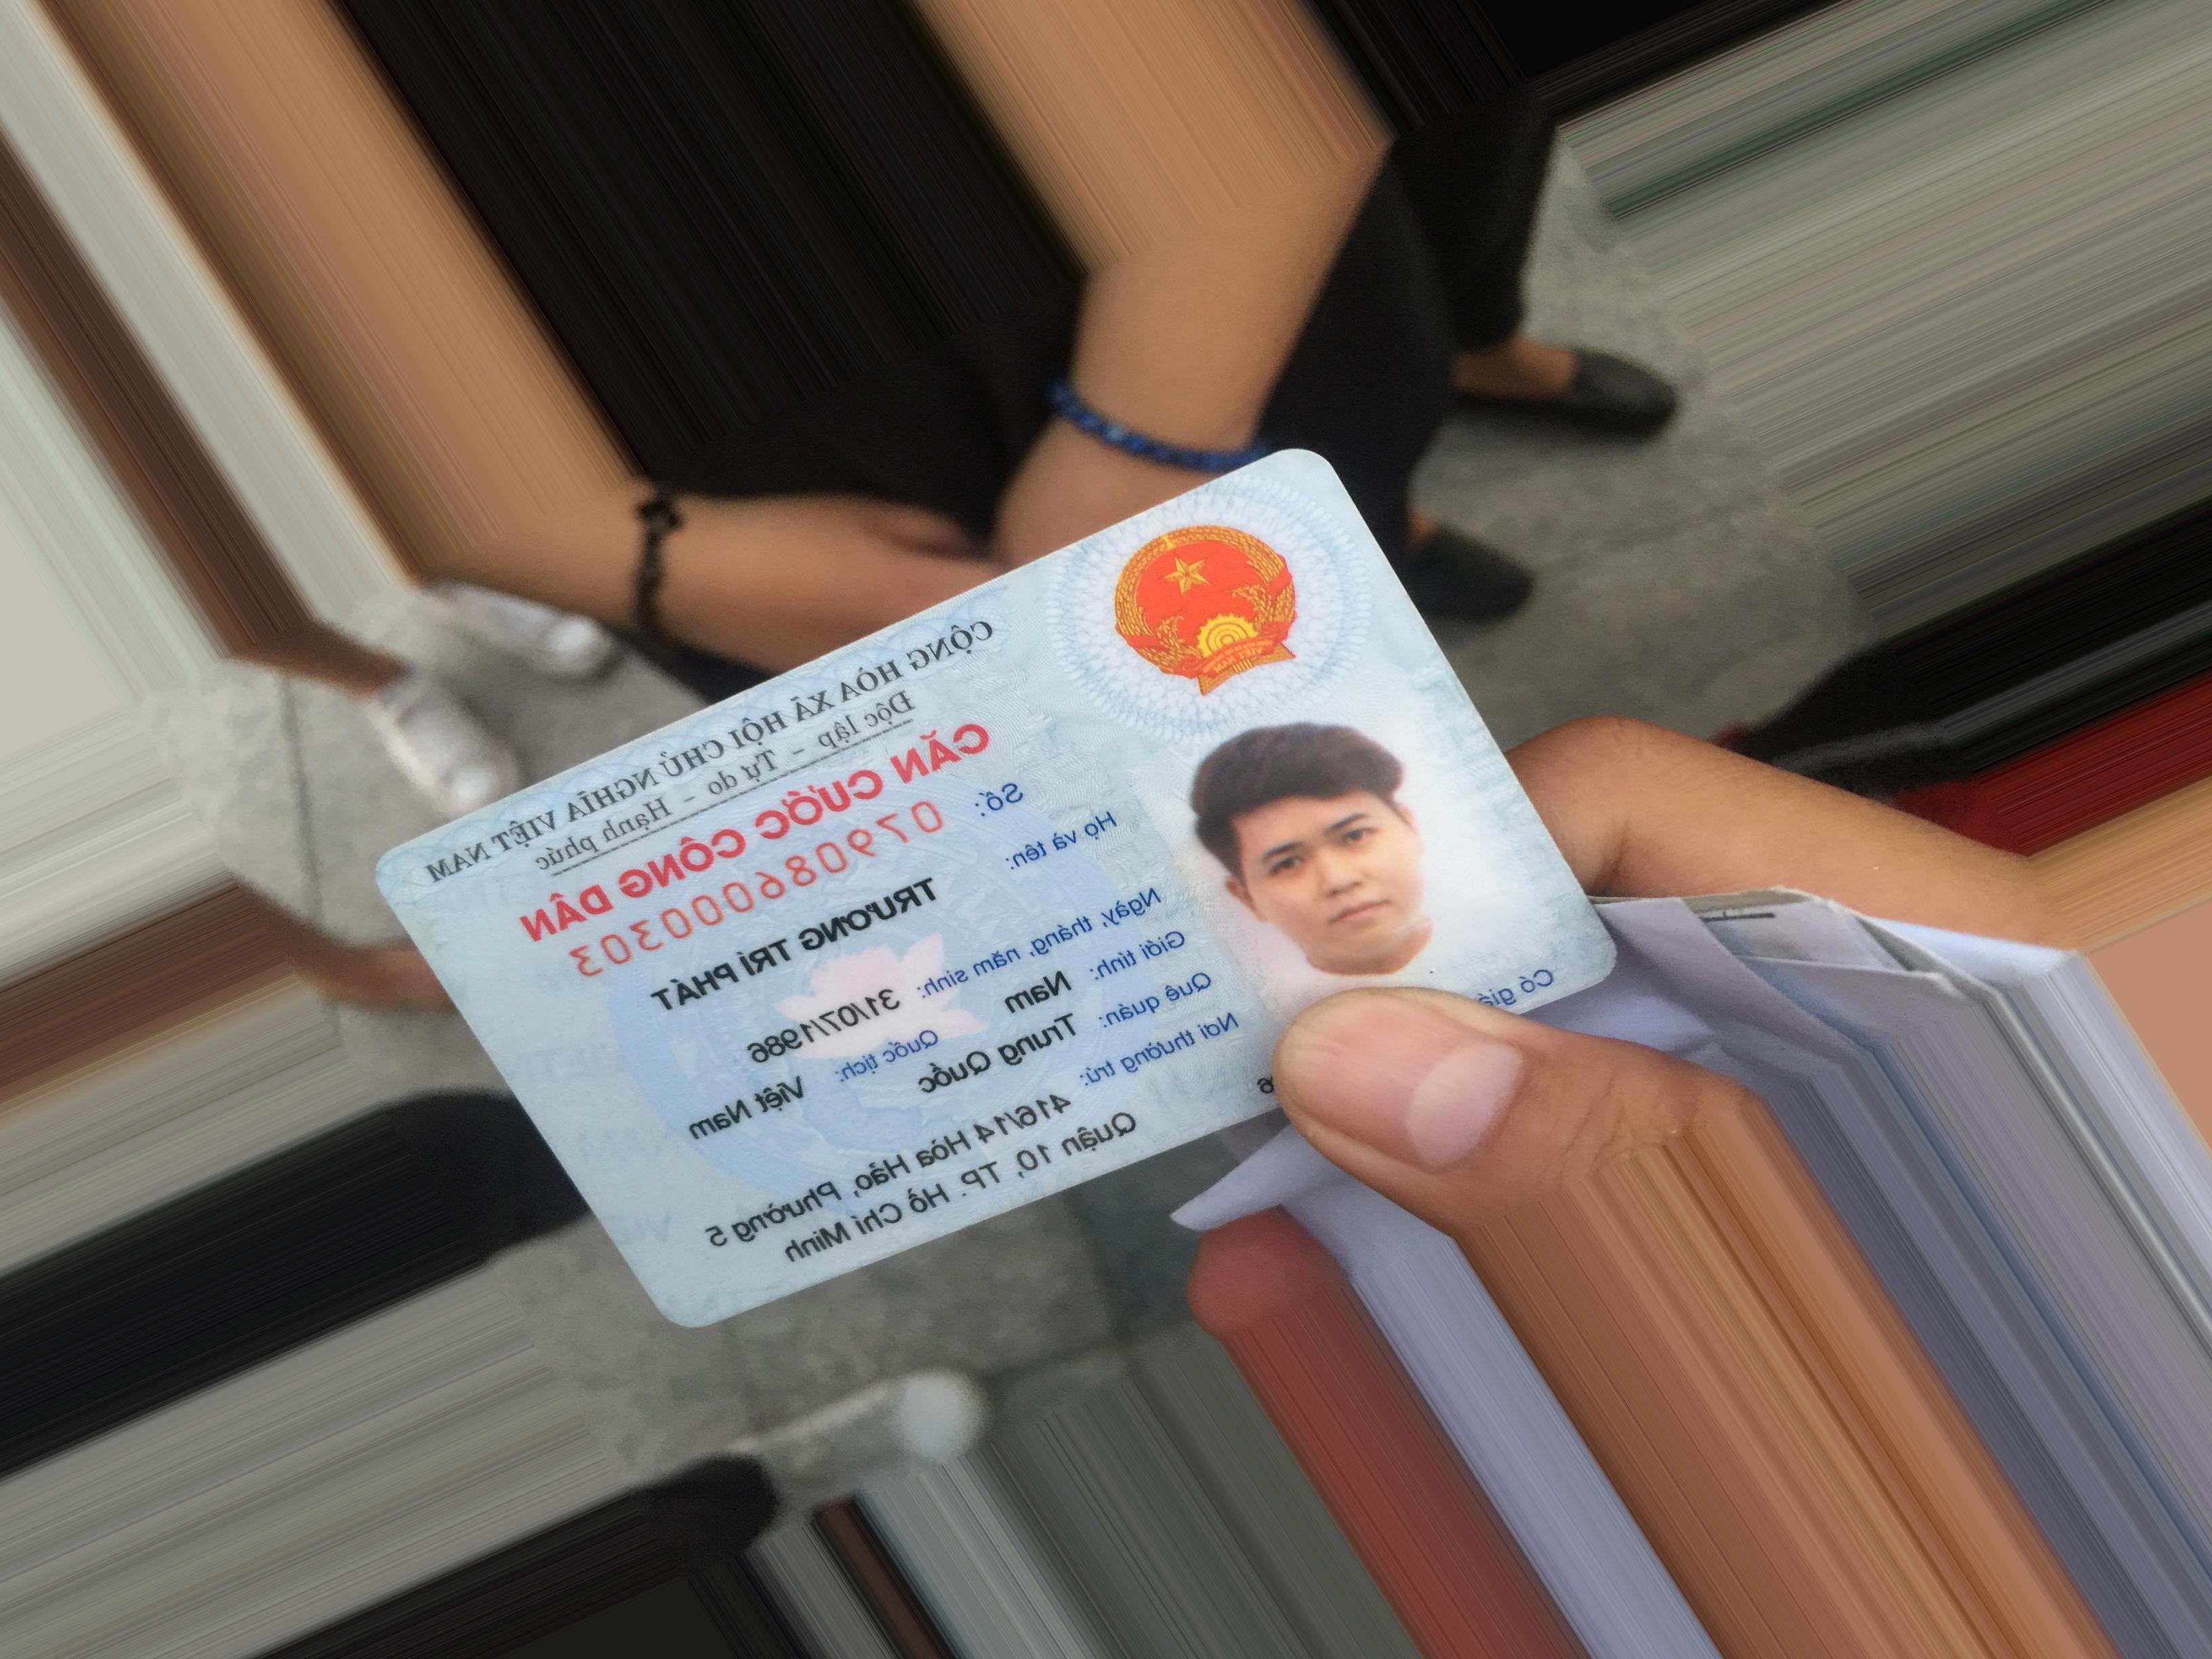 CỘNG HÒA XÃ HỘI CHỦ NGHĨA VIỆT NAM
Độc lập - Tự do - Hạnh phúc
CĂN CƯỚC CÔNG DÂN
Số: 079086000303
Họ và tên:
TRƯƠNG TRÍ PHÁT
Ngày, tháng, năm sinh: 31/07/1986
Giới tính: Nam Quốc tịch: Việt Nam
Quê quán: Trung Quốc
Nơi thường trú: 416/14 Hòa Hảo, Phường 5
Quận 10, TP. Hồ Chí Minh
Có